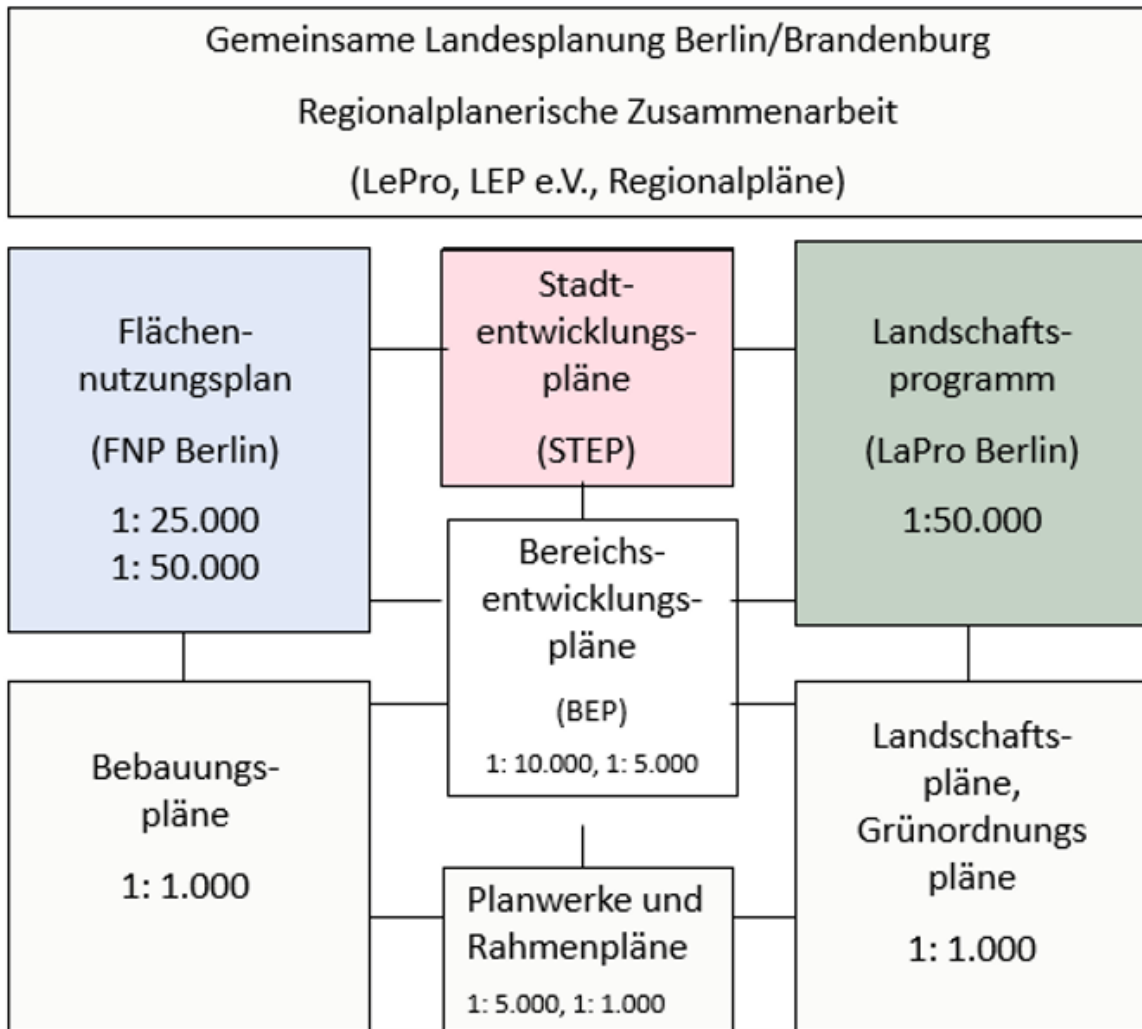 Gemeinsame Landesplanung Berlin/Brandenburg
Regionalplanerische Zusammenarbeit
(LePro, LEP e.V., Regionalpläne)
Flächen-
nutzungsplan
(FNP Berlin)
1: 25.000
1: 50.000
Stadt-
entwicklungs-
pläne
(STEP)
Landschafts-
programm
(LaPro Berlin)
1:50.000
Bereichs-
entwicklungs-
pläne
(BEP)
1: 10.000, 1: 5.000
Bebauungs-
pläne
1: 1.000
Planwerke und
Rahmenpläne
1: 5.000, 1: 1.000
Landschafts-
pläne,
Grünordnungs
pläne
1: 1.000